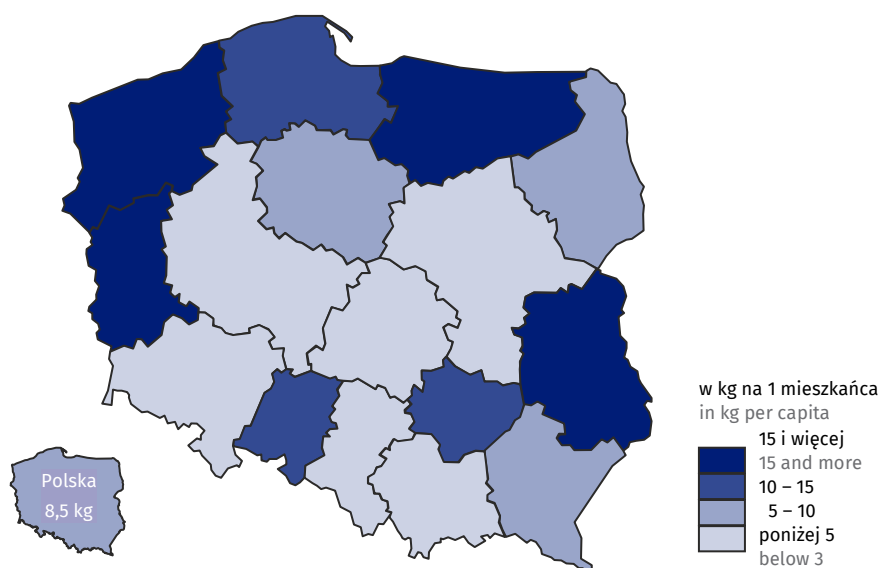 w kg na 1 mieszkańca
in kg per capita
15 i więcej
15 and more
10 – 15
5 – 10
poniżej 5
below 3
Polska
8,5 kg